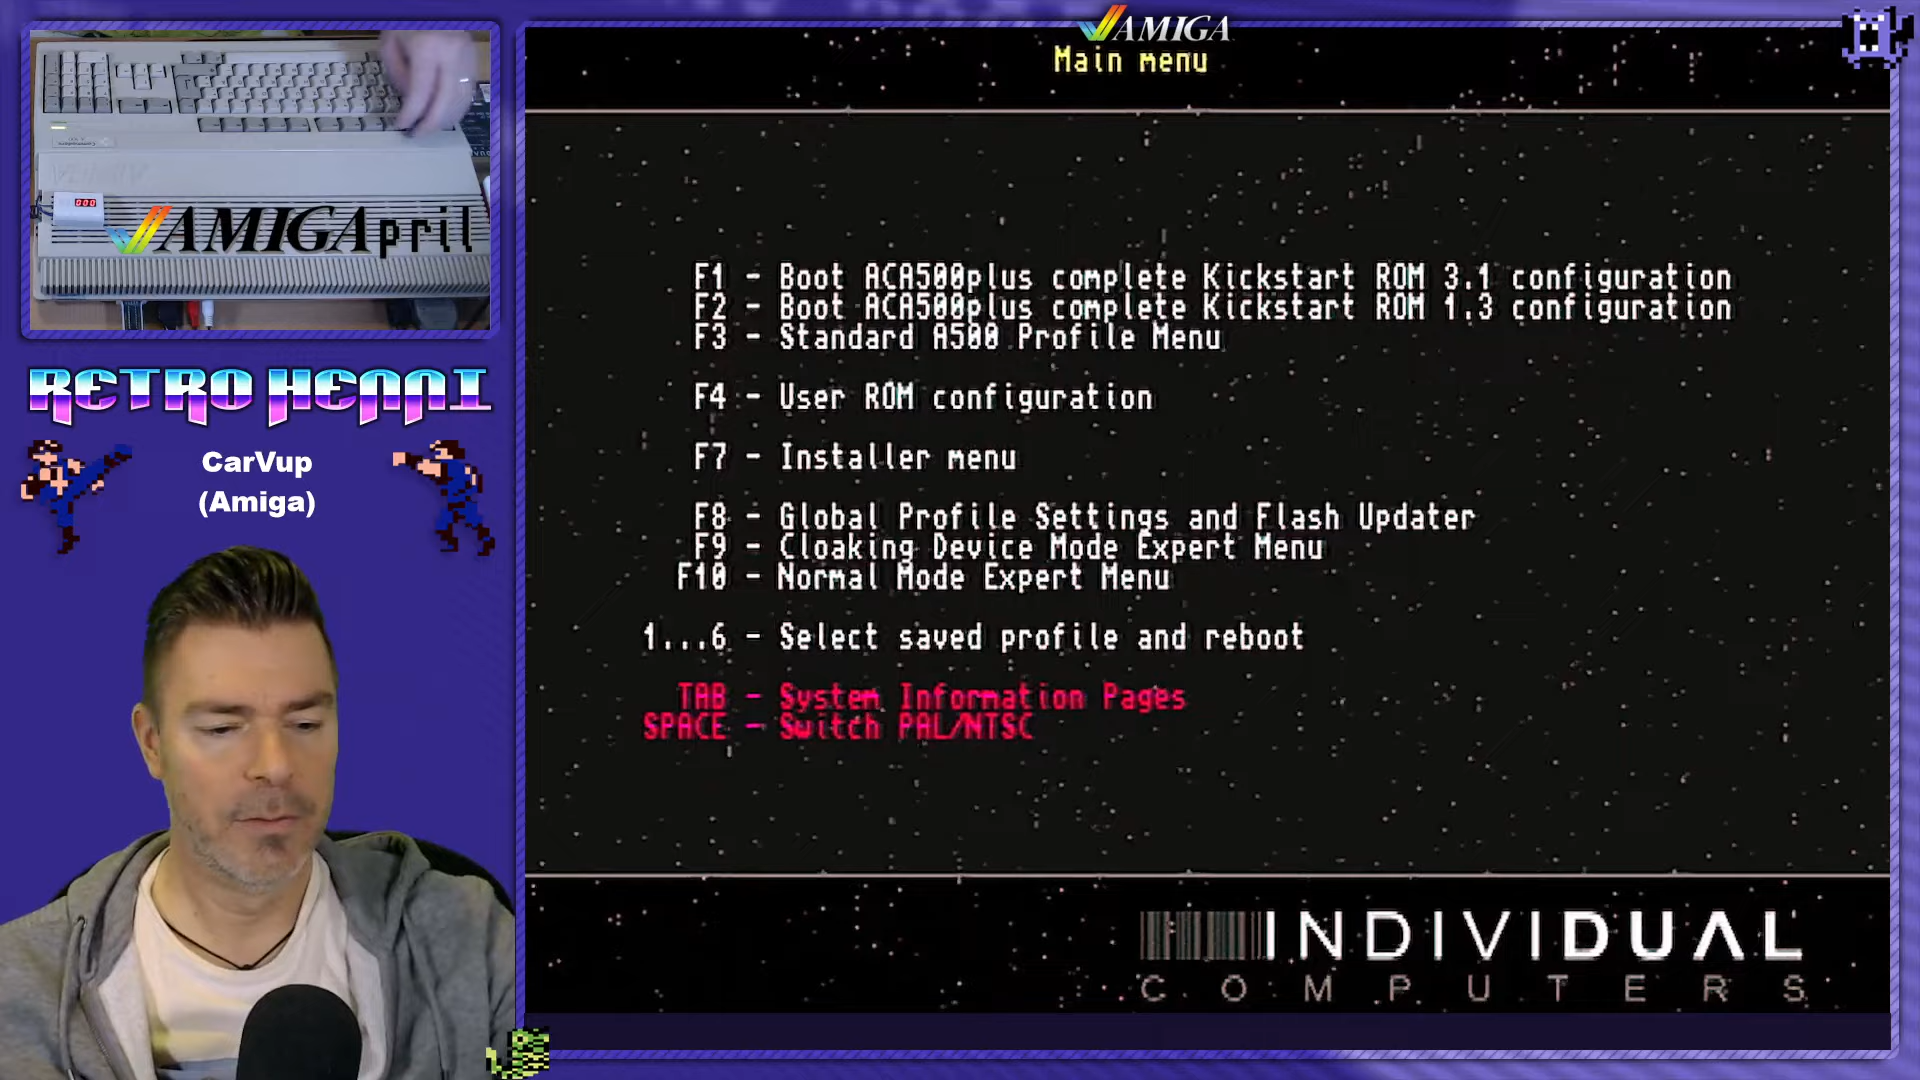 AMIGA
Main menu
000
AMIGApril
RETRO HENNI
CarVup
(Amiga)
F1 - Boot ACA500plus complete Kickstart ROM 3.1 configuration
F2 - Boot ACA500plus complete Kickstart ROM 1.3 configuration
F3 - Standard A500 Profile Menu
F4 - User ROM configuration
F7 - Installer menu
F8 - Global Profile Settings and Flash Updater
F9 - Cloaking Device Mode Expert Menu
F10 - Normal Mode Expert Menu
1...6 - Select saved profile and reboot
TAB - System Information Pages
SPACE - Switch PAL/NTSC
INDIVIDUAL
COMPUTERS